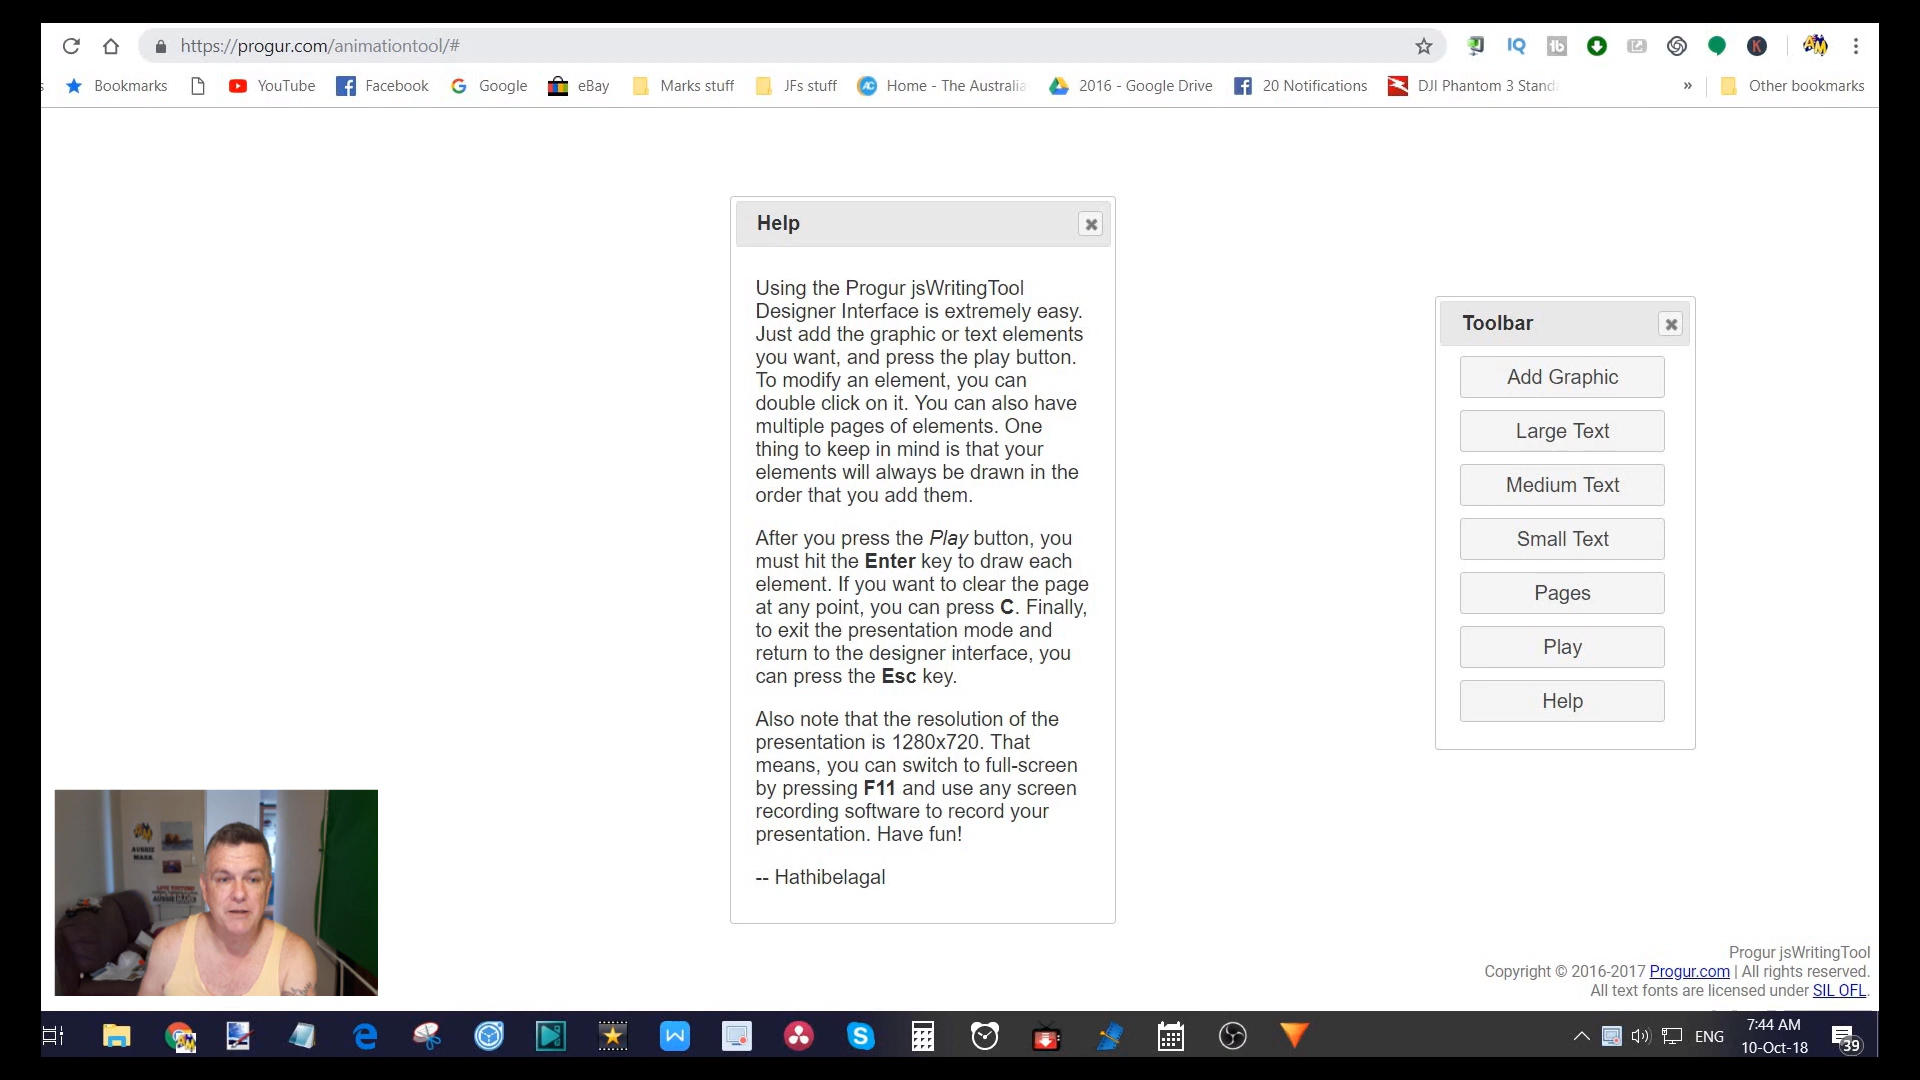 https://progur.com/animationtool/#
Bookmarks
YouTube
Facebook
Google
eBay
Marks stuff
JFs stuff
Home - The Australia
2016 - Google Drive
20 Notifications
DJI Phantom 3 Stand
»
Other bookmarks
Help
Using the Progur jsWritingTool
Designer Interface is extremely easy.
Just add the graphic or text elements
you want, and press the play button.
To modify an element, you can
double click on it. You can also have
multiple pages of elements. One
thing to keep in mind is that your
elements will always be drawn in the
order that you add them.
After you press the Play button, you
must hit the Enter key to draw each
element. If you want to clear the page
at any point, you can press C. Finally,
to exit the presentation mode and
return to the designer interface, you
can press the Esc key.
Also note that the resolution of the
presentation is 1280x720. That
means, you can switch to full-screen
by pressing F11 and use any screen
recording software to record your
presentation. Have fun!
-- Hathibelagal
Toolbar
Add Graphic
Large Text
Medium Text
Small Text
Pages
Play
Help
AUSSIE
MARK
Progur jsWritingTool
Copyright © 2016-2017 Progur.com | All rights reserved.
All text fonts are licensed under SIL OFL.
ENG
7:44 AM
10-Oct-18
39